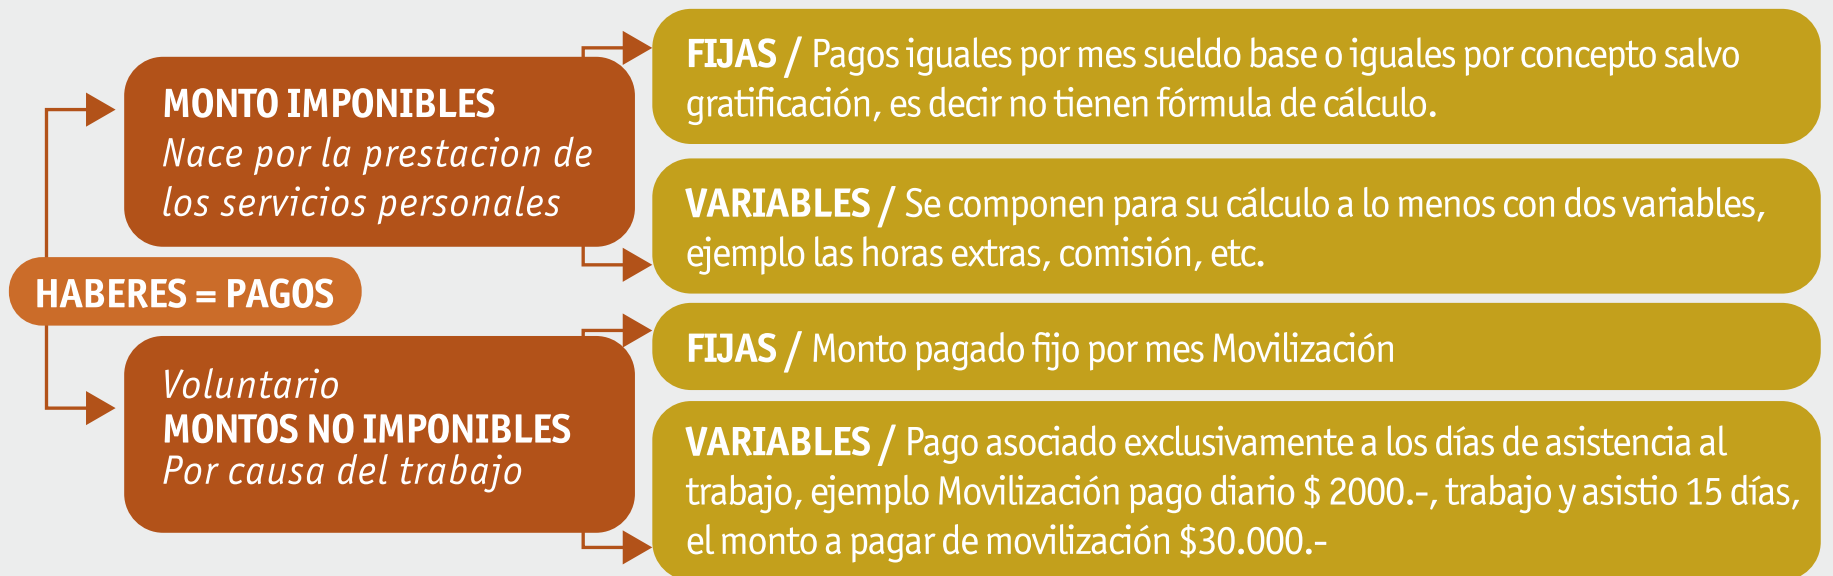 HABERES = PAGOS
MONTO IMPONIBLES
Nace por la prestacion de
los servicios personales
FIJAS / Pagos iguales por mes sueldo base o iguales por concepto salvo
gratificación, es decir no tienen fórmula de cálculo.
VARIABLES / Se componen para su cálculo a lo menos con dos variables,
ejemplo las horas extras, comisión, etc.
Voluntario
MONTOS NO IMPONIBLES
Por causa del trabajo
FIJAS / Monto pagado fijo por mes Movilización
VARIABLES / Pago asociado exclusivamente a los días de asistencia al
trabajo, ejemplo Movilización pago diario $ 2000.-, trabajo y asistio 15 días,
el monto a pagar de movilización $30.000.-